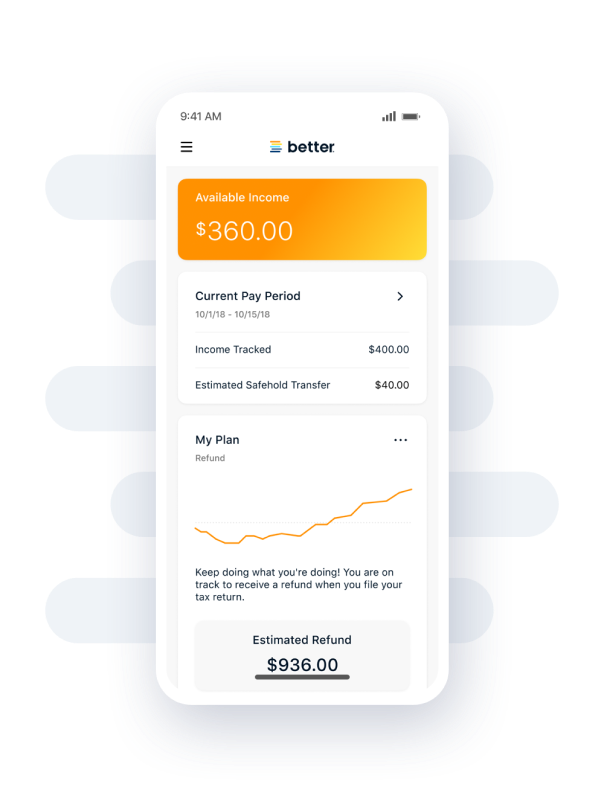 9:41 AM
better
Available Income
$360.00
Current Pay Period
10/1/18 - 10/15/18
Income Tracked $400.00
Estimated Safehold Transfer $40.00
My Plan
Refund
Keep doing what you're doing! You are on
track to receive a refund when you file your
tax return.
Estimated Refund
$936.00